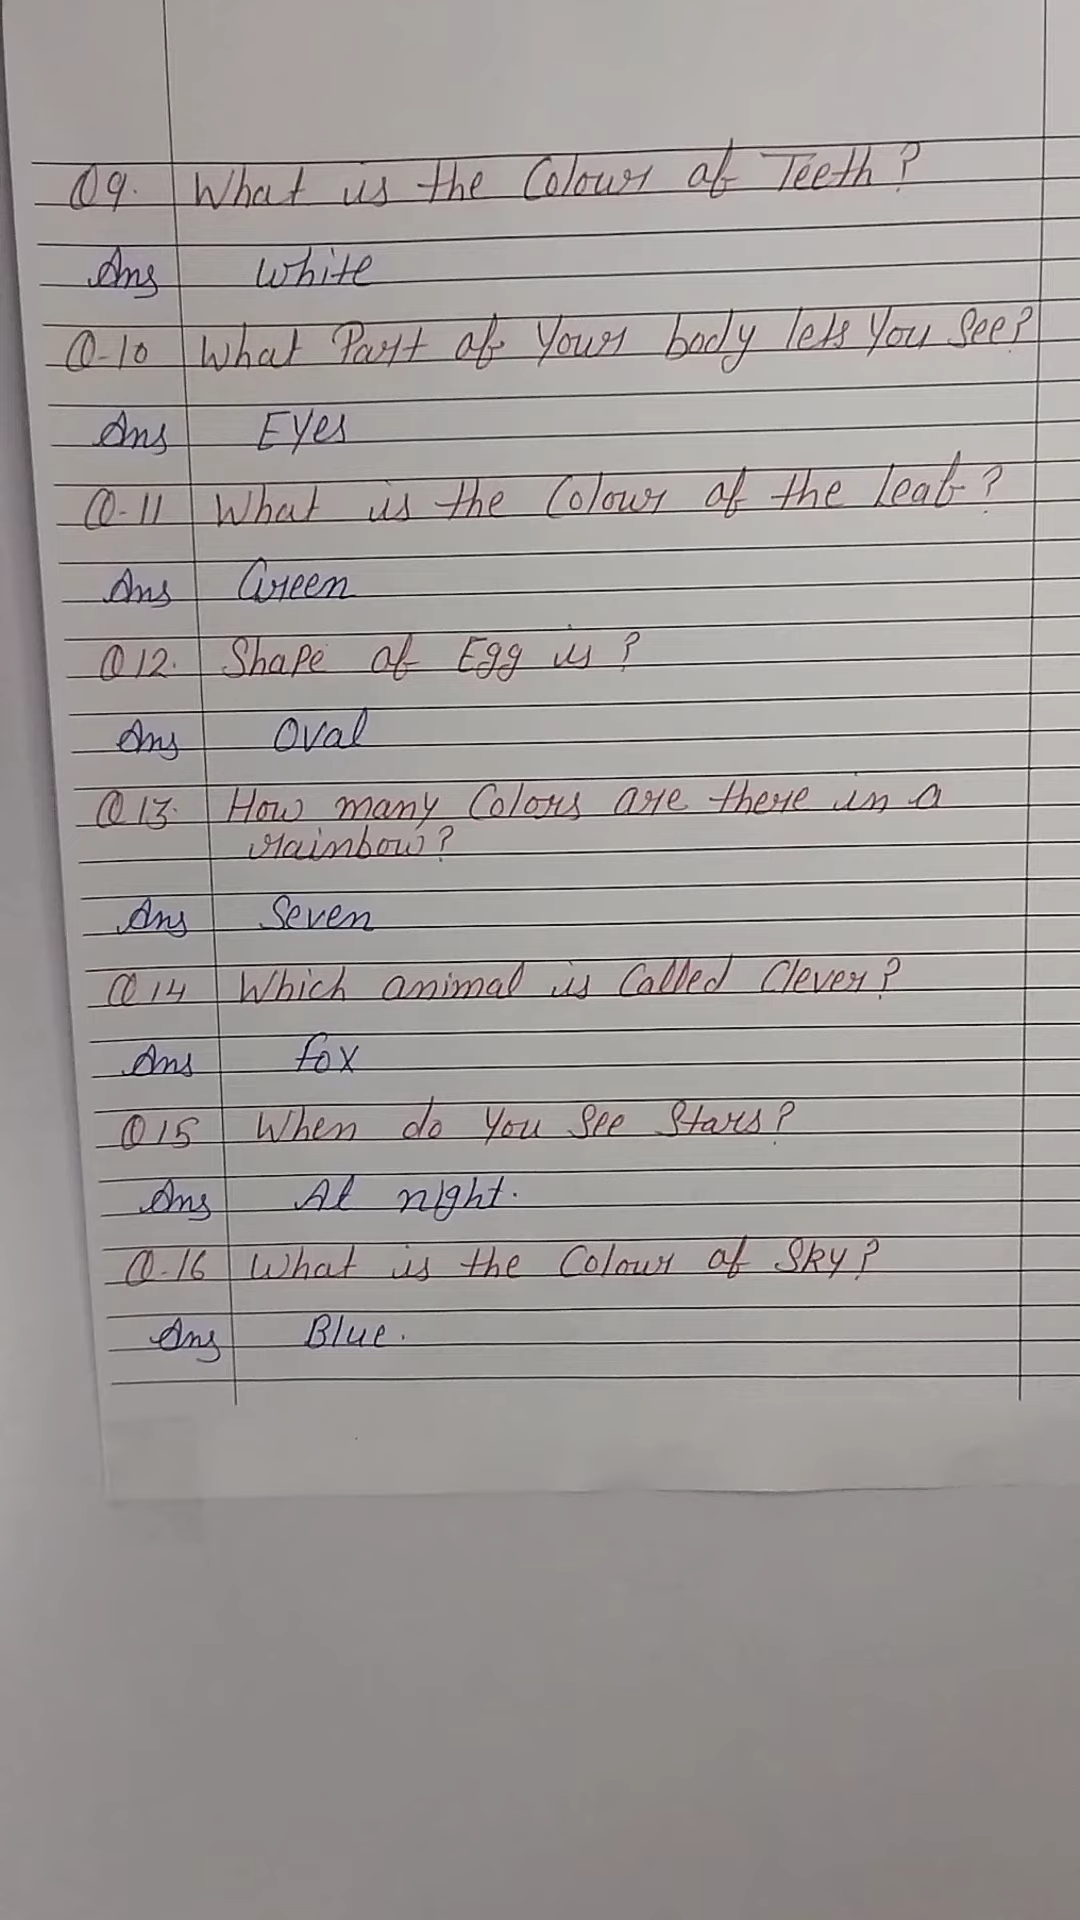 Q9. What is the Colour of Teeth?
Ans White
Q-10 What Part of Your body lets You See?
Ans Eyes
Q-11 What is the Colour of the leaf?
Ans Green
Q12. Shape of Egg is?
Ans Oval
Q13. How many Colors are there in a
rainbow?
Ans Seven
Q14 Which animal is Called Clever?
Ans fox
Q15 When do You See Stars?
Ans At night.
Q-16 What is the Colour of Sky?
Ans Blue.